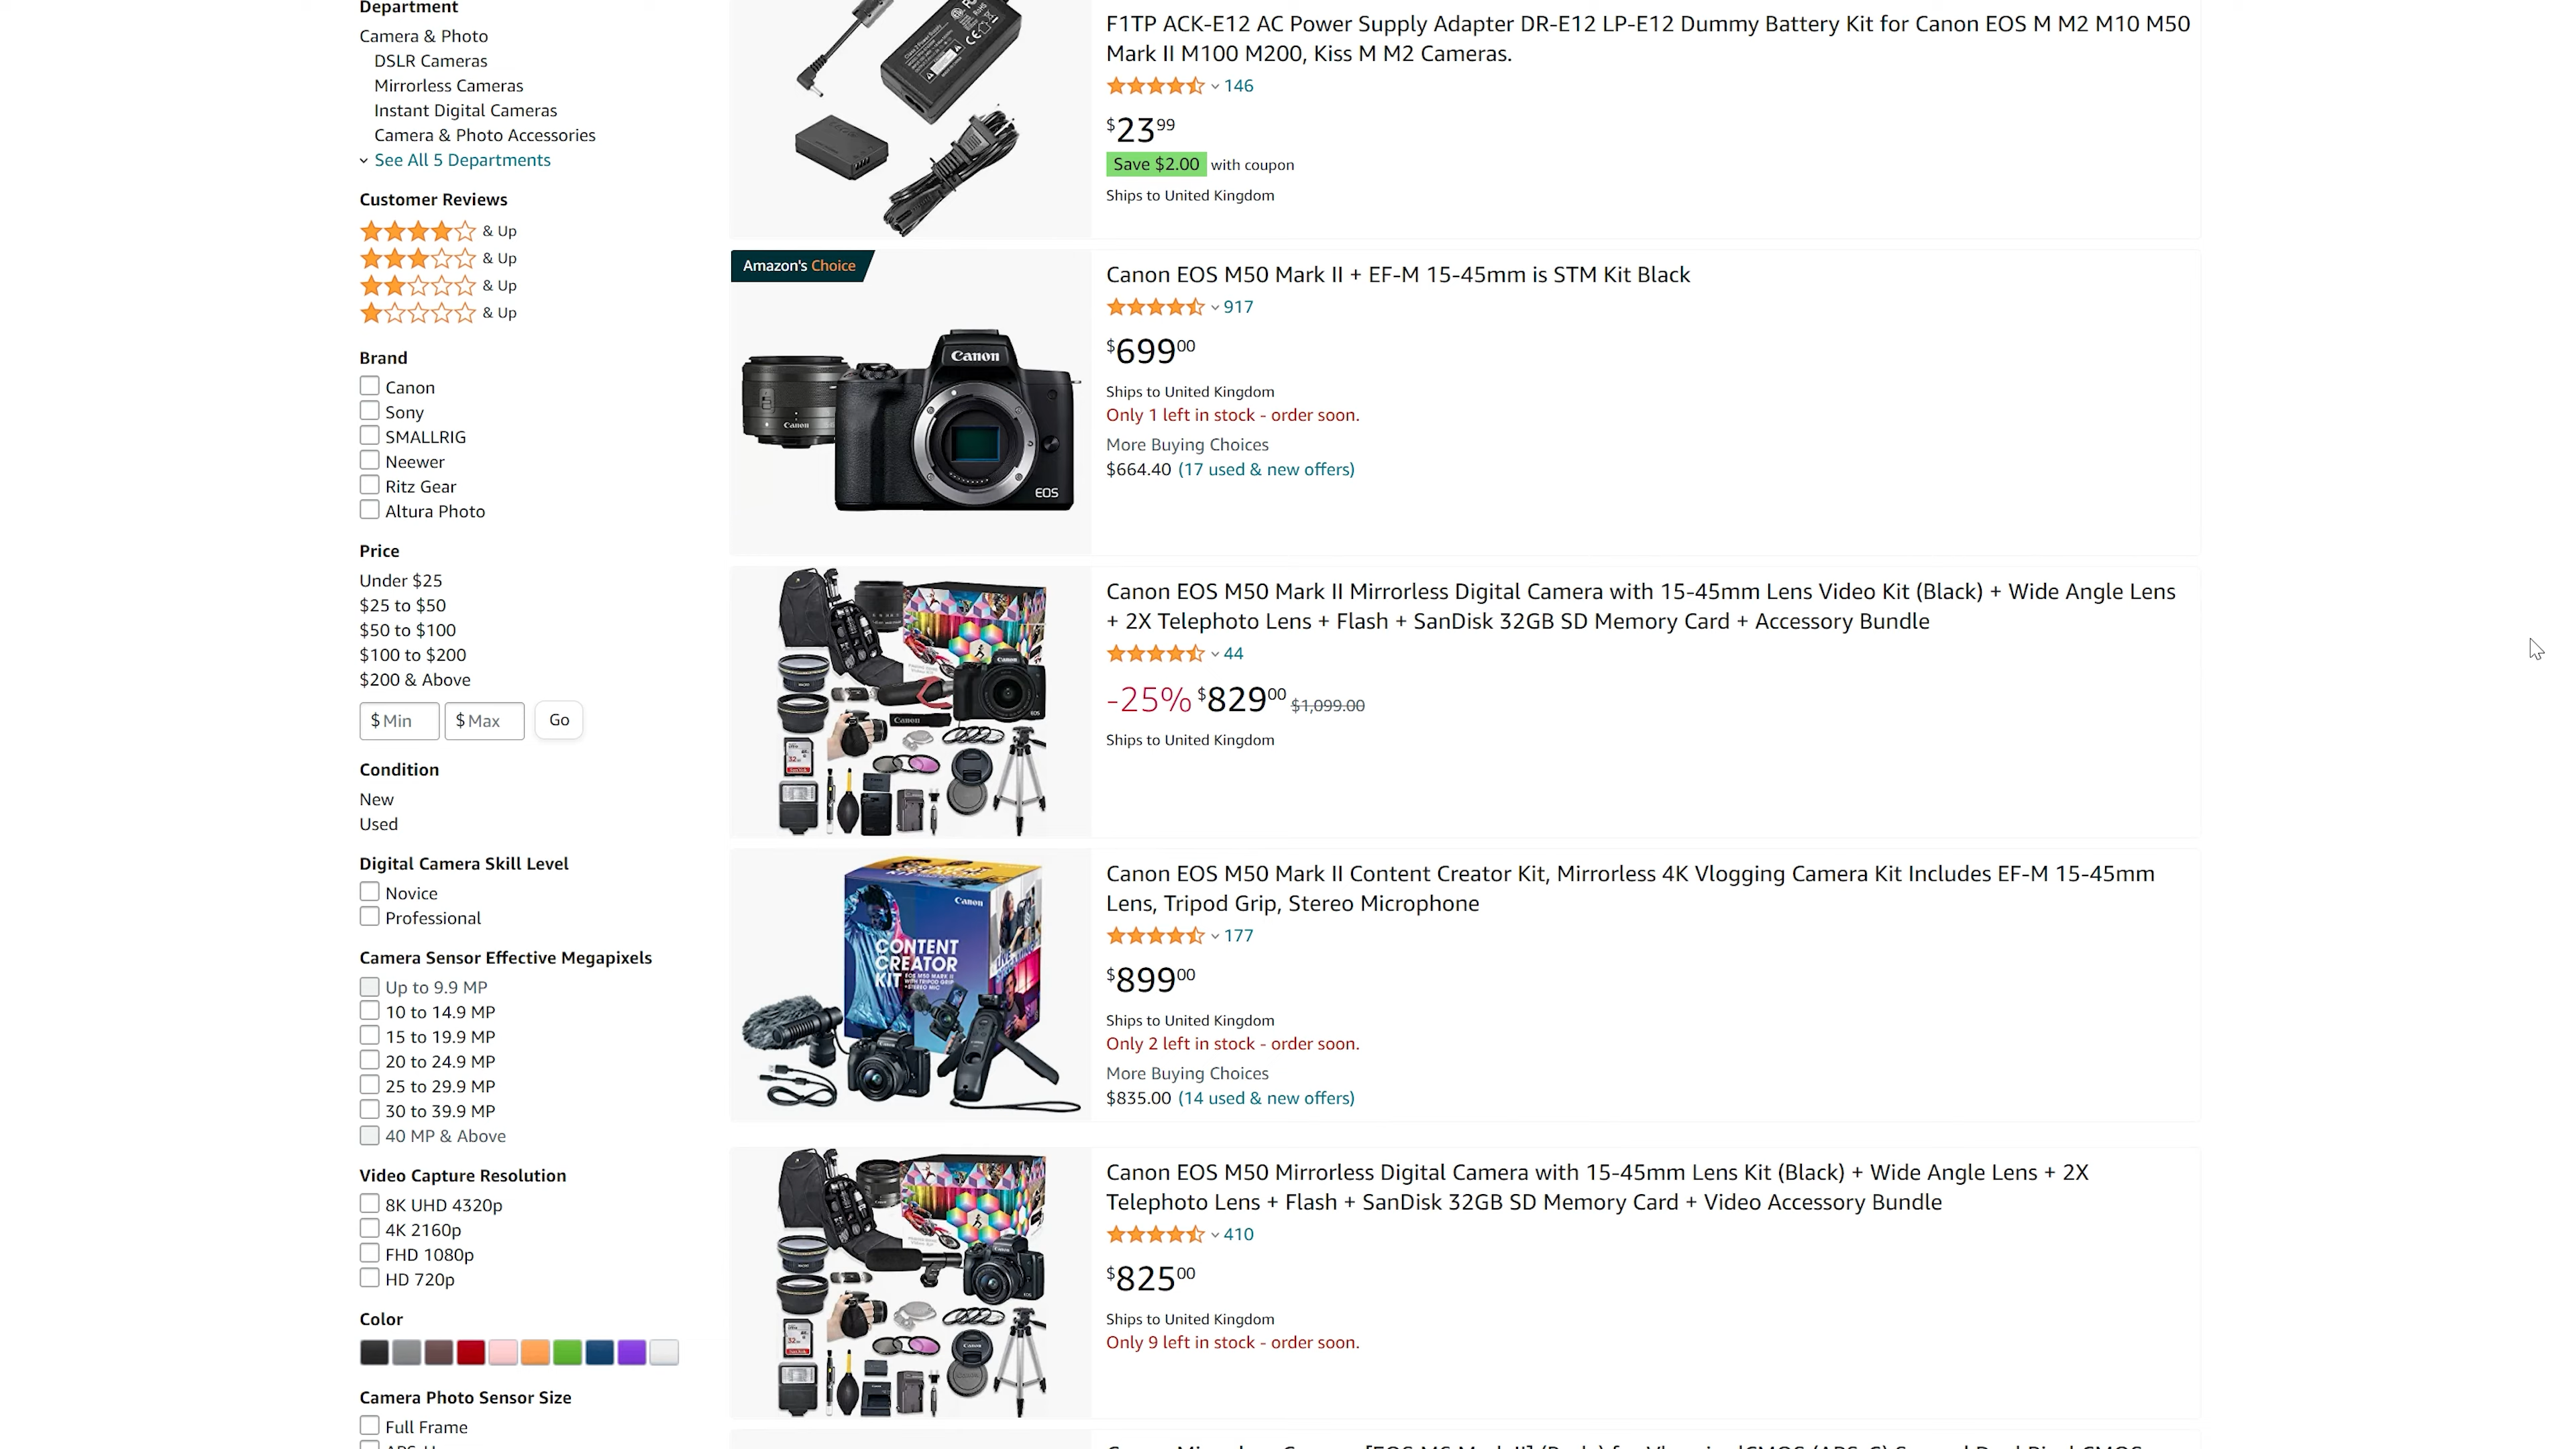 Department
Camera & Photo
DSLR Cameras
Mirrorless Cameras
Instant Digital Cameras
Camera & Photo Accessories
See All 5 Departments
Customer Reviews
& Up
& Up
& Up
& Up
Brand
Canon
Sony
SMALLRIG
Neewer
Ritz Gear
Altura Photo
Price
Under $25
$25 to $50
$50 to $100
$100 to $200
$200 & Above
$ Min $ Max Go
Condition
New
Used
Digital Camera Skill Level
Novice
Professional
Camera Sensor Effective Megapixels
Up to 9.9 MP
10 to 14.9 MP
15 to 19.9 MP
20 to 24.9 MP
25 to 29.9 MP
30 to 39.9 MP
40 MP & Above
Video Capture Resolution
8K UHD 4320p
4K 2160p
FHD 1080p
HD 720p
Color
Camera Photo Sensor Size
Full Frame
F1TP ACK-E12 AC Power Supply Adapter DR-E12 LP-E12 Dummy Battery Kit for Canon EOS M M2 M10 M50
Mark II M100 M200, Kiss M M2 Cameras.
146
$23 99
Save $2.00 with coupon
Ships to United Kingdom
Amazon's Choice
Canon
Canon
EOS
Canon EOS M50 Mark II + EF-M 15-45mm is STM Kit Black
917
$699 00
Ships to United Kingdom
Only 1 left in stock - order soon.
More Buying Choices
$664.40 (17 used & new offers)
Canon
Canon EOS M50 Mark II Mirrorless Digital Camera with 15-45mm Lens Video Kit (Black) + Wide Angle Lens
+ 2X Telephoto Lens + Flash + SanDisk 32GB SD Memory Card + Accessory Bundle
44
-25% $829 00 $1,099.00
Ships to United Kingdom
Canon
CONTENT
CREATOR
KIT
Canon EOS M50 Mark II Content Creator Kit, Mirrorless 4K Vlogging Camera Kit Includes EF-M 15-45mm
Lens, Tripod Grip, Stereo Microphone
177
$899 00
Ships to United Kingdom
Only 2 left in stock - order soon.
More Buying Choices
$835.00 (14 used & new offers)
Canon EOS M50 Mirrorless Digital Camera with 15-45mm Lens Kit (Black) + Wide Angle Lens + 2X
Telephoto Lens + Flash + SanDisk 32GB SD Memory Card + Video Accessory Bundle
410
$825 00
Ships to United Kingdom
Only 9 left in stock - order soon.